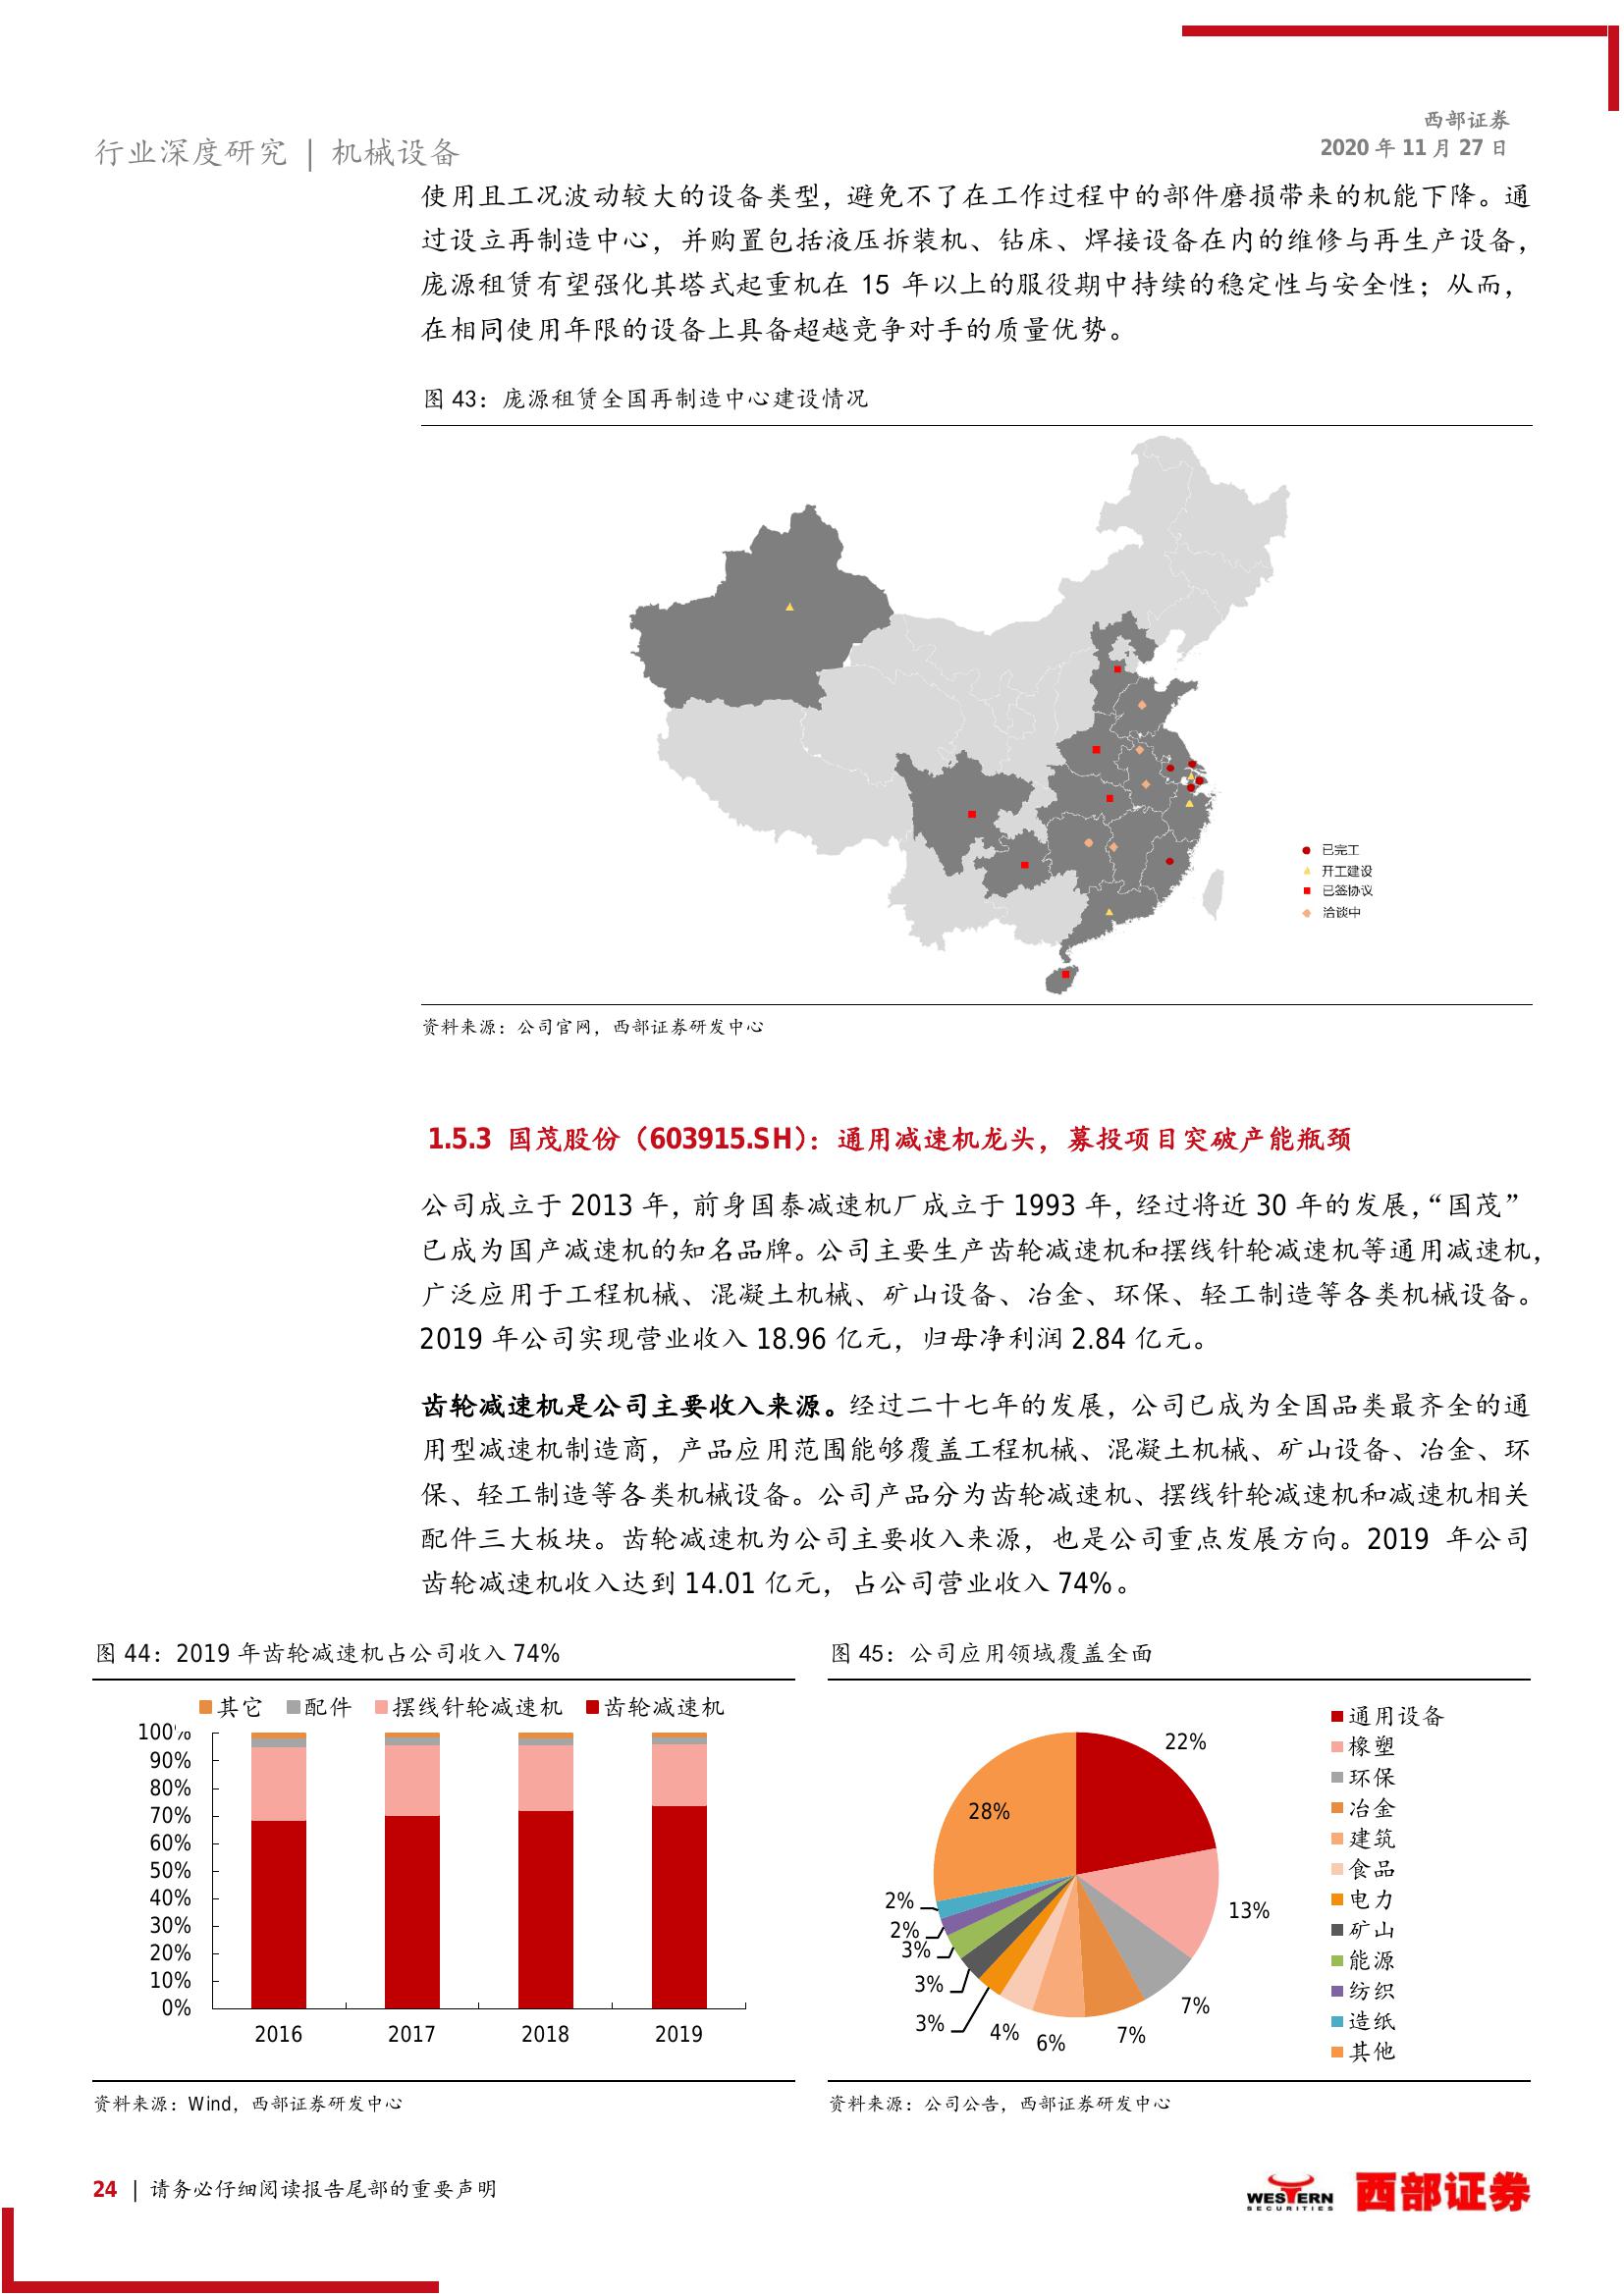 西部证券
行业深度研究 | 机械设备
2020 年 11 月 27 日
使用且工况波动较大的设备类型，避免不了在工作过程中的部件磨损带来的机能下降。通
过设立再制造中心，并购置包括液压拆装机、钻床、焊接设备在内的维修与再生产设备，
庞源租赁有望强化其塔式起重机在 15 年以上的服役期中持续的稳定性与安全性；从而，
在相同使用年限的设备上具备超越竞争对手的质量优势。
图 43：庞源租赁全国再制造中心建设情况
已完工
开工建设
已签协议
洽谈中
资料来源：公司官网，西部证券研发中心
1.5.3 国茂股份（603915.SH）：通用减速机龙头，募投项目突破产能瓶颈
公司成立于 2013 年，前身国泰减速机厂成立于 1993 年，经过将近 30 年的发展，“国茂”
已成为国产减速机的知名品牌。公司主要生产齿轮减速机和摆线针轮减速机等通用减速机，
广泛应用于工程机械、混凝土机械、矿山设备、冶金、环保、轻工制造等各类机械设备。
2019 年公司实现营业收入 18.96 亿元，归母净利润 2.84 亿元。
齿轮减速机是公司主要收入来源。经过二十七年的发展，公司已成为全国品类最齐全的通
用型减速机制造商，产品应用范围能够覆盖工程机械、混凝土机械、矿山设备、冶金、环
保、轻工制造等各类机械设备。公司产品分为齿轮减速机、摆线针轮减速机和减速机相关
配件三大板块。齿轮减速机为公司主要收入来源，也是公司重点发展方向。2019 年公司
齿轮减速机收入达到 14.01 亿元，占公司营业收入 74%。
图 44：2019 年齿轮减速机占公司收入 74%
其它 配件 摆线针轮减速机 齿轮减速机
100%
90%
80%
70%
60%
50%
40%
30%
20%
10%
0%
2016 2017 2018 2019
资料来源：Wind，西部证券研发中心
图 45：公司应用领域覆盖全面
22%
13%
7%
7%
6%
4%
3%
3%
3%
2%
2%
28%
通用设备
橡塑
环保
冶金
建筑
食品
电力
矿山
能源
纺织
造纸
其他
资料来源：公司公告，西部证券研发中心
24 | 请务必仔细阅读报告尾部的重要声明
WESTERN
SECURITIES
西部证券